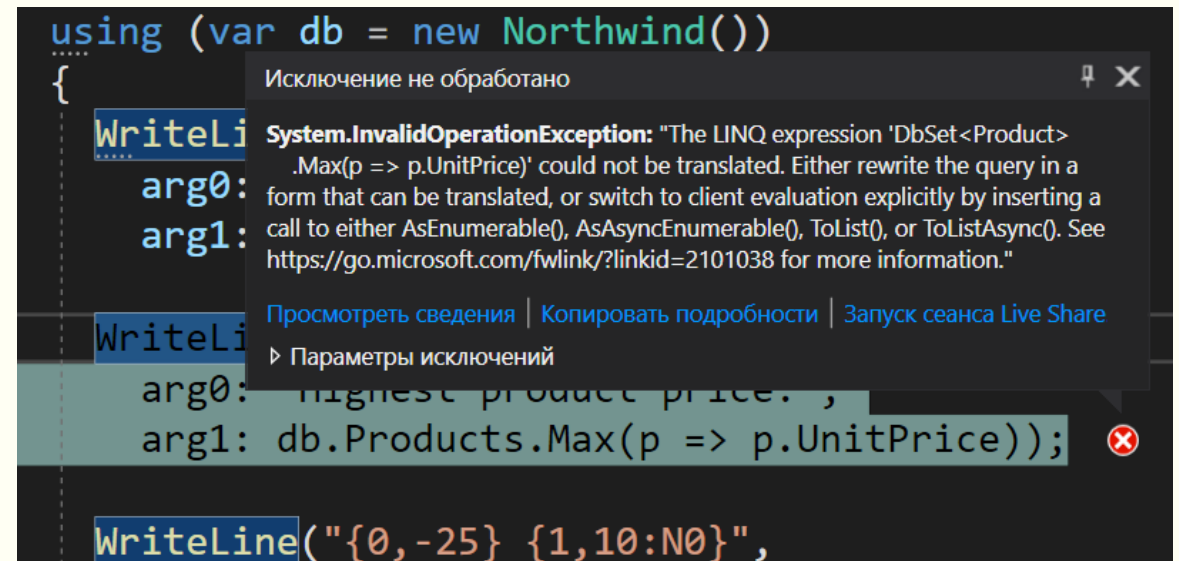 using (var db = new Northwind())
{
Исключение не обработано
WriteLi
System.InvalidOperationException: "The LINQ expression 'DbSet<Product>
arg0:
.Max(p => p.UnitPrice)' could not be translated. Either rewrite the query in a
form that can be translated, or switch to client evaluation explicitly by inserting a
arg1:
call to either AsEnumerable(), AsAsyncEnumerable(), ToList(), or ToListAsync(). See
https://go.microsoft.com/fwlink/?linkid=2101038 for more information."
WriteLi
Просмотреть сведения | Копировать подробности | Запуск сеанса Live Share
Параметры исключений
arg0: "Highest product price:",
arg1: db.Products.Max(p => p.UnitPrice));
WriteLine("{0,-25} {1,10:N0}",